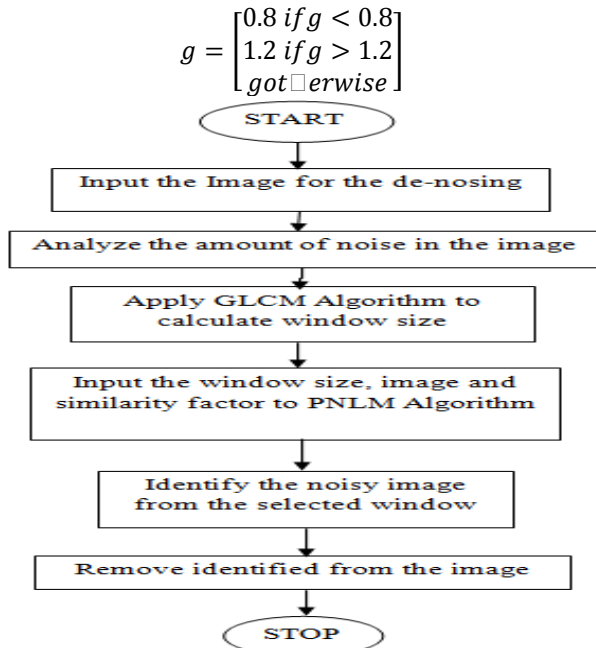 g =
0.8 if g < 0.8
1.2 if g > 1.2
got□erwise
START
Input the Image for the de-nosing
Analyze the amount of noise in the image
Apply GLCM Algorithm to
calculate window size
Input the window size, image and
similarity factor to PNLM Algorithm
Identify the noisy image
from the selected window
Remove identified from the image
STOP